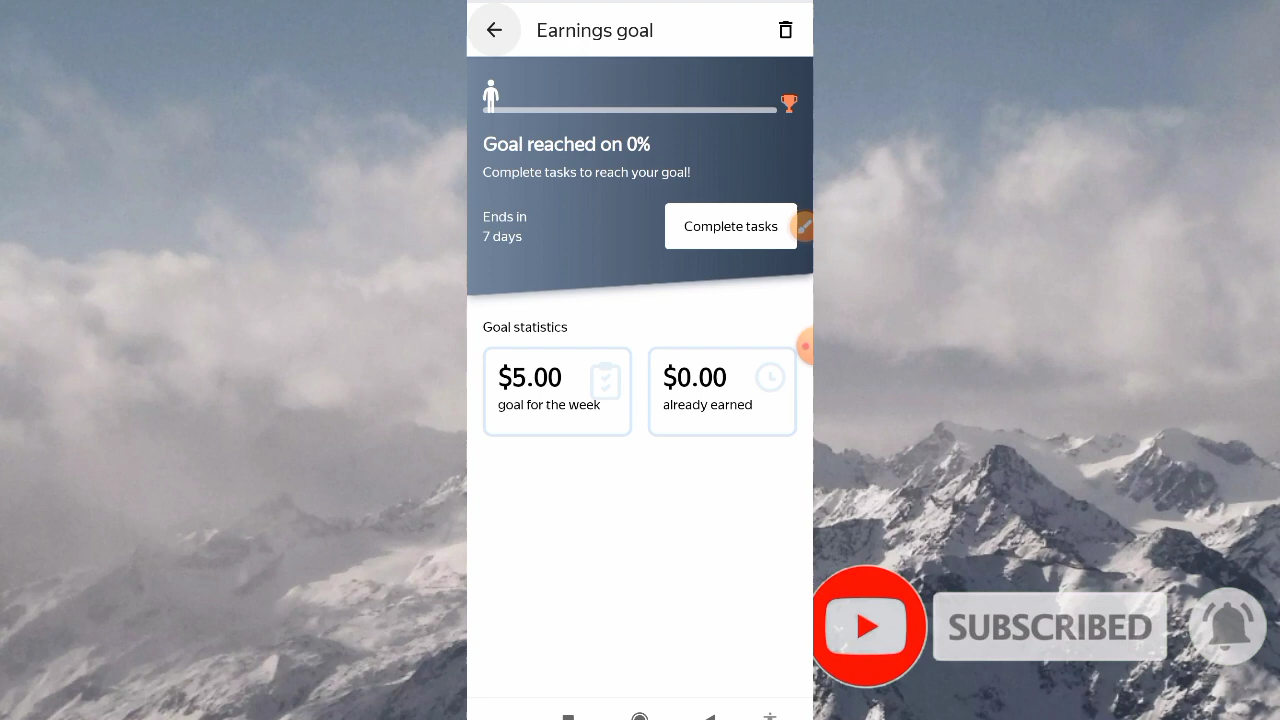 Earnings goal
Goal reached on 0%
Complete tasks to reach your goal!
Ends in
7 days
Complete tasks
Goal statistics
$5.00
goal for the week
$0.00
already earned
SUBSCRIBED